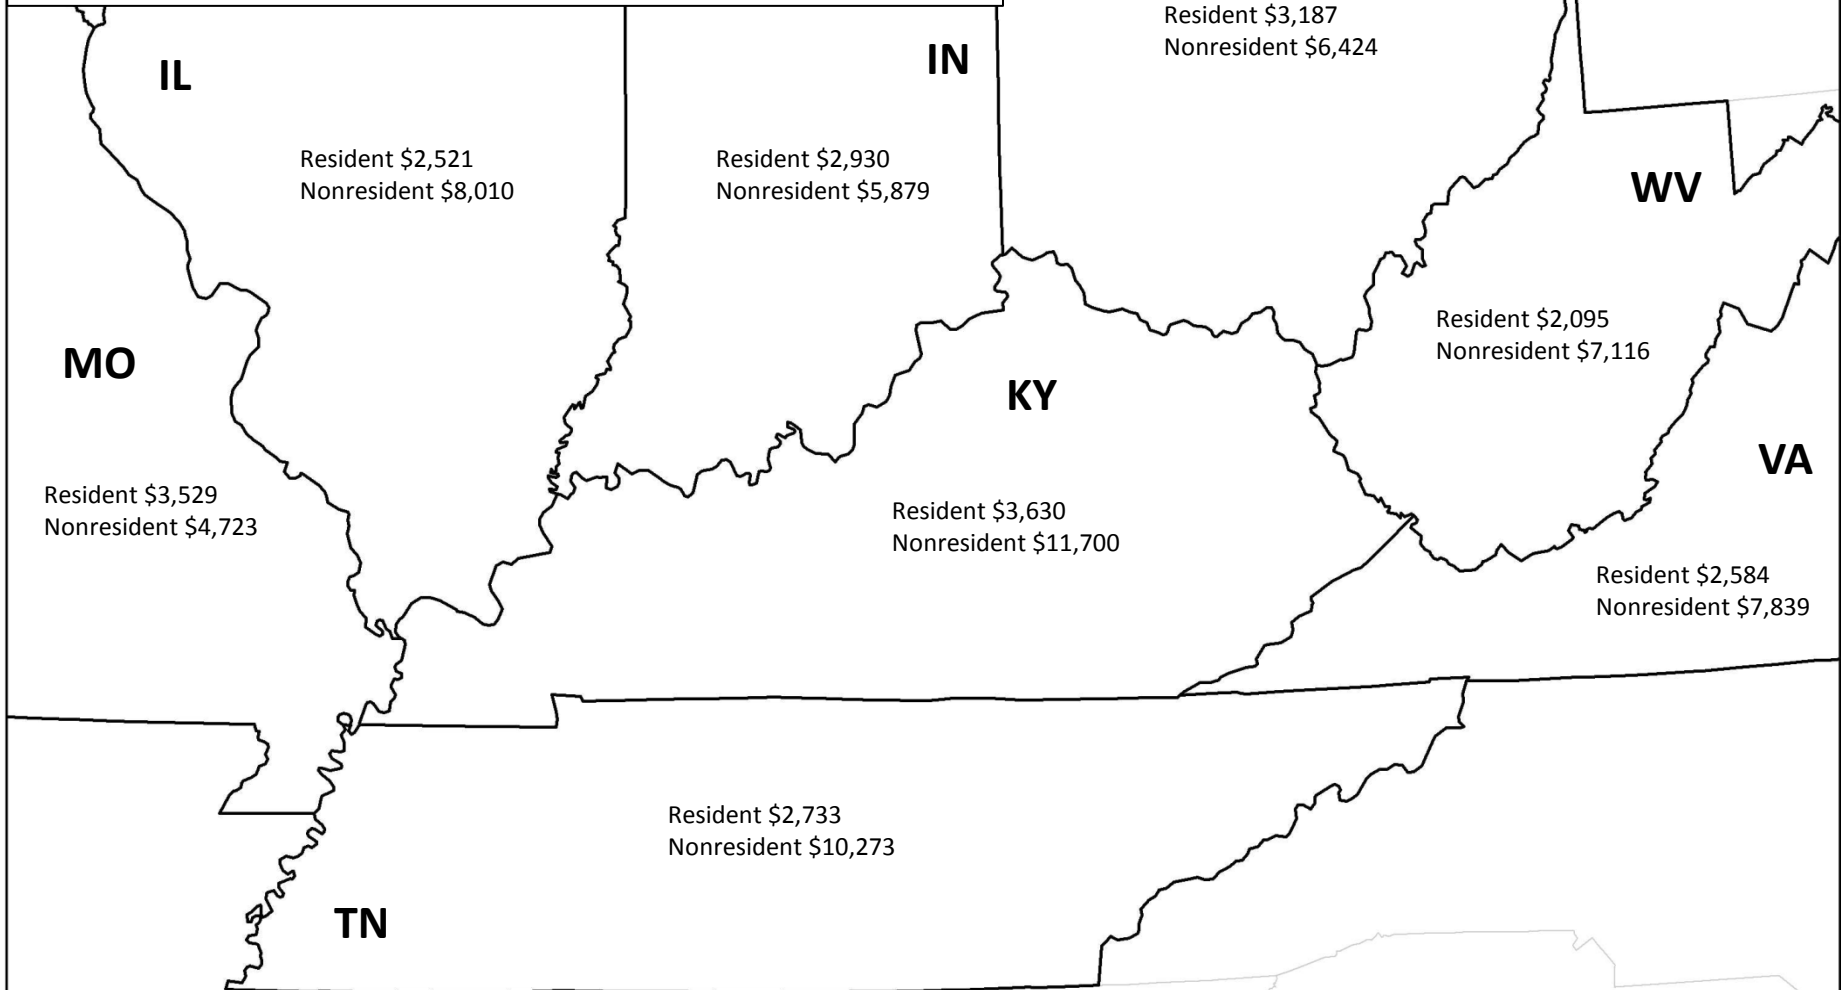 Resident $3,187
Nonresident $6,424
IL
IN
Resident $2,521
Nonresident $8,010
Resident $2,930
Nonresident $5,879
WV
Resident $2,095
Nonresident $7,116
MO
KY
VA
Resident $3,529
Nonresident $4,723
Resident $3,630
Nonresident $11,700
Resident $2,584
Nonresident $7,839
Resident $2,733
Nonresident $10,273
TN